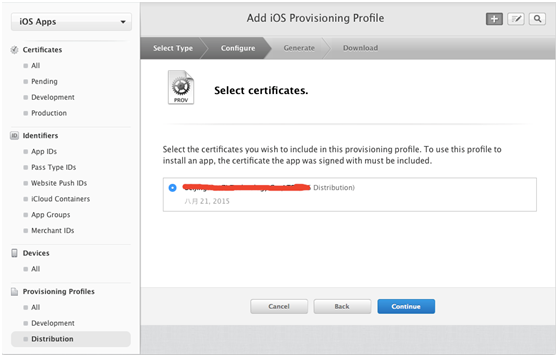 iOS Apps
Add iOS Provisioning Profile
Certificates
All
Pending
Development
Production
Identifiers
App IDs
Pass Type IDs
Website Push IDs
iCloud Containers
App Groups
Merchant IDs
Devices
All
Provisioning Profiles
All
Development
Distribution
Select Type
Configure
Generate
Download
PROV
Select certificates.
Select the certificates you wish to include in this provisioning profile. To use this profile to
install an app, the certificate the app was signed with must be included.
Distribution)
八月 21, 2015
Cancel
Back
Continue